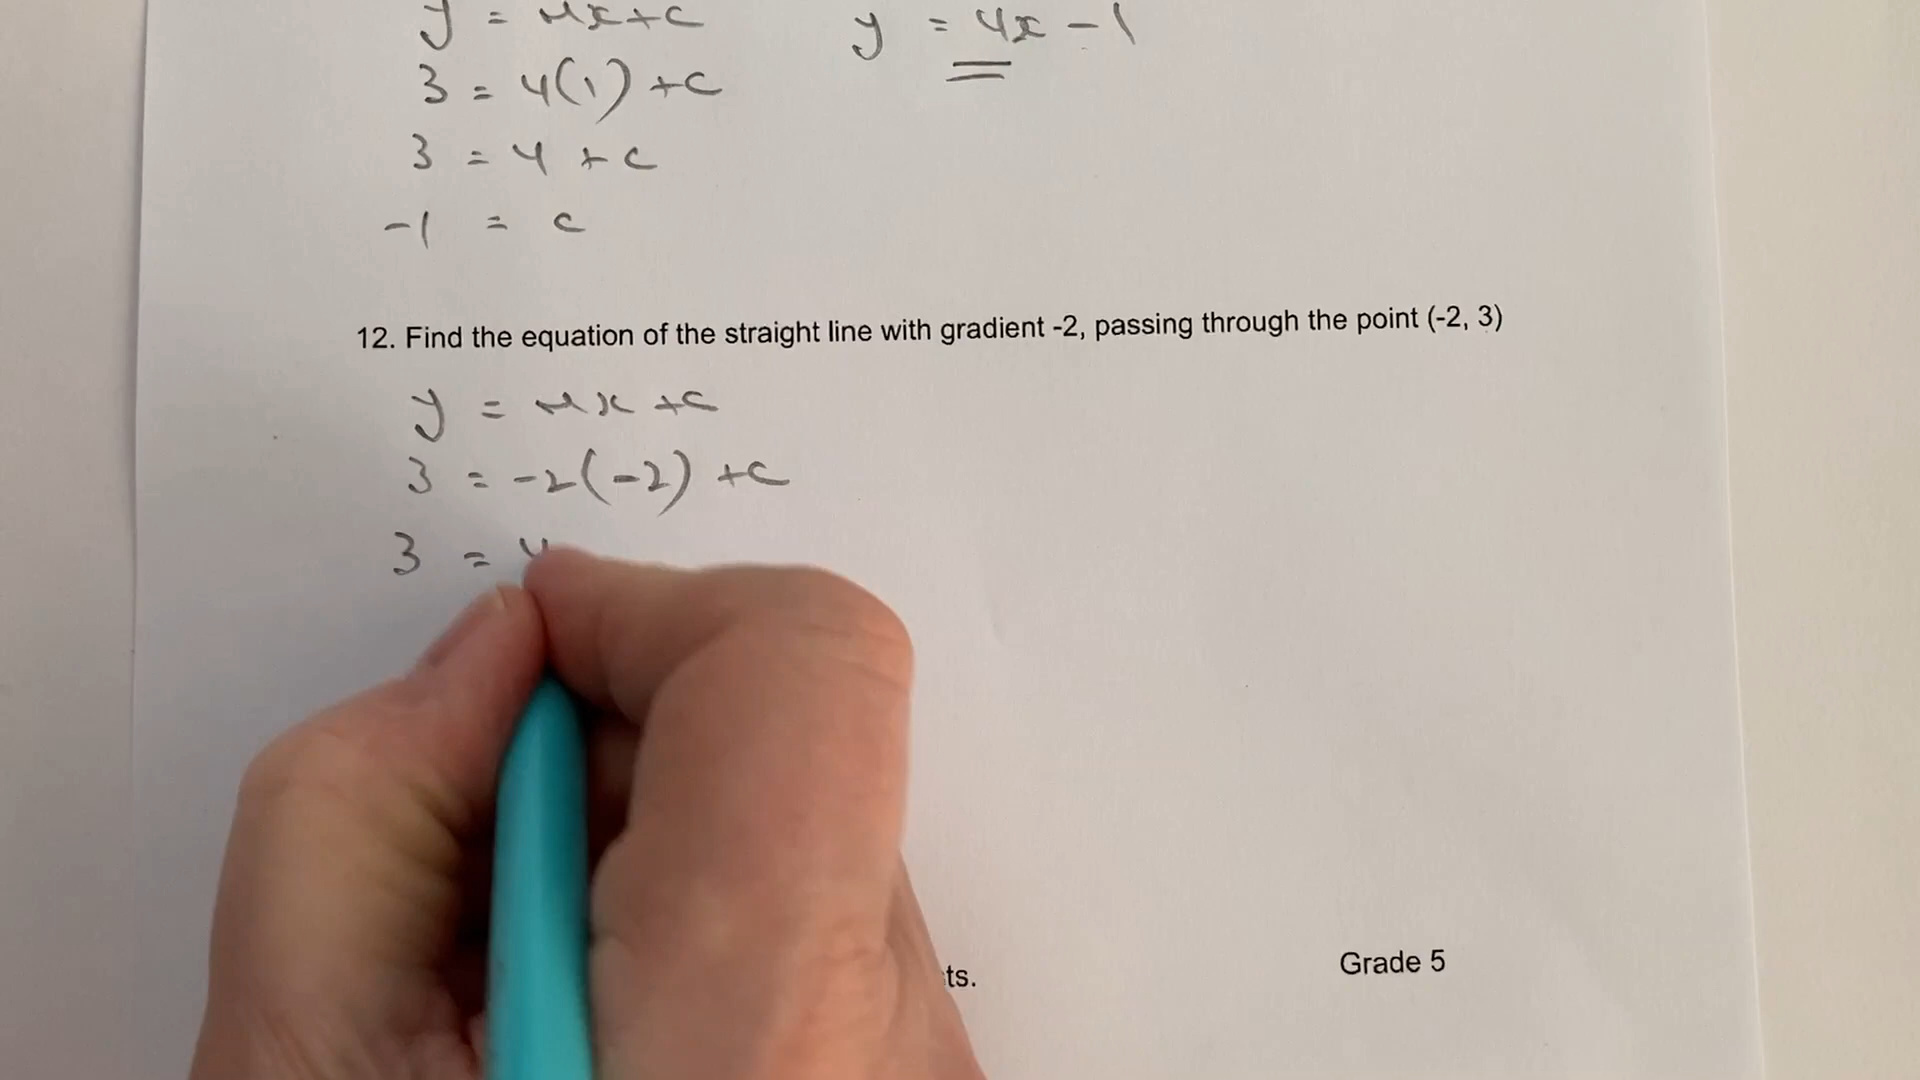 y = mx+c
y = 4x - 1
3 = 4(1) +c
3 = 4 + c
-1 = c
12. Find the equation of the straight line with gradient -2, passing through the point (-2, 3)
y = mx +c
3 = -2(-2) +c
3 = 4
ts.
Grade 5